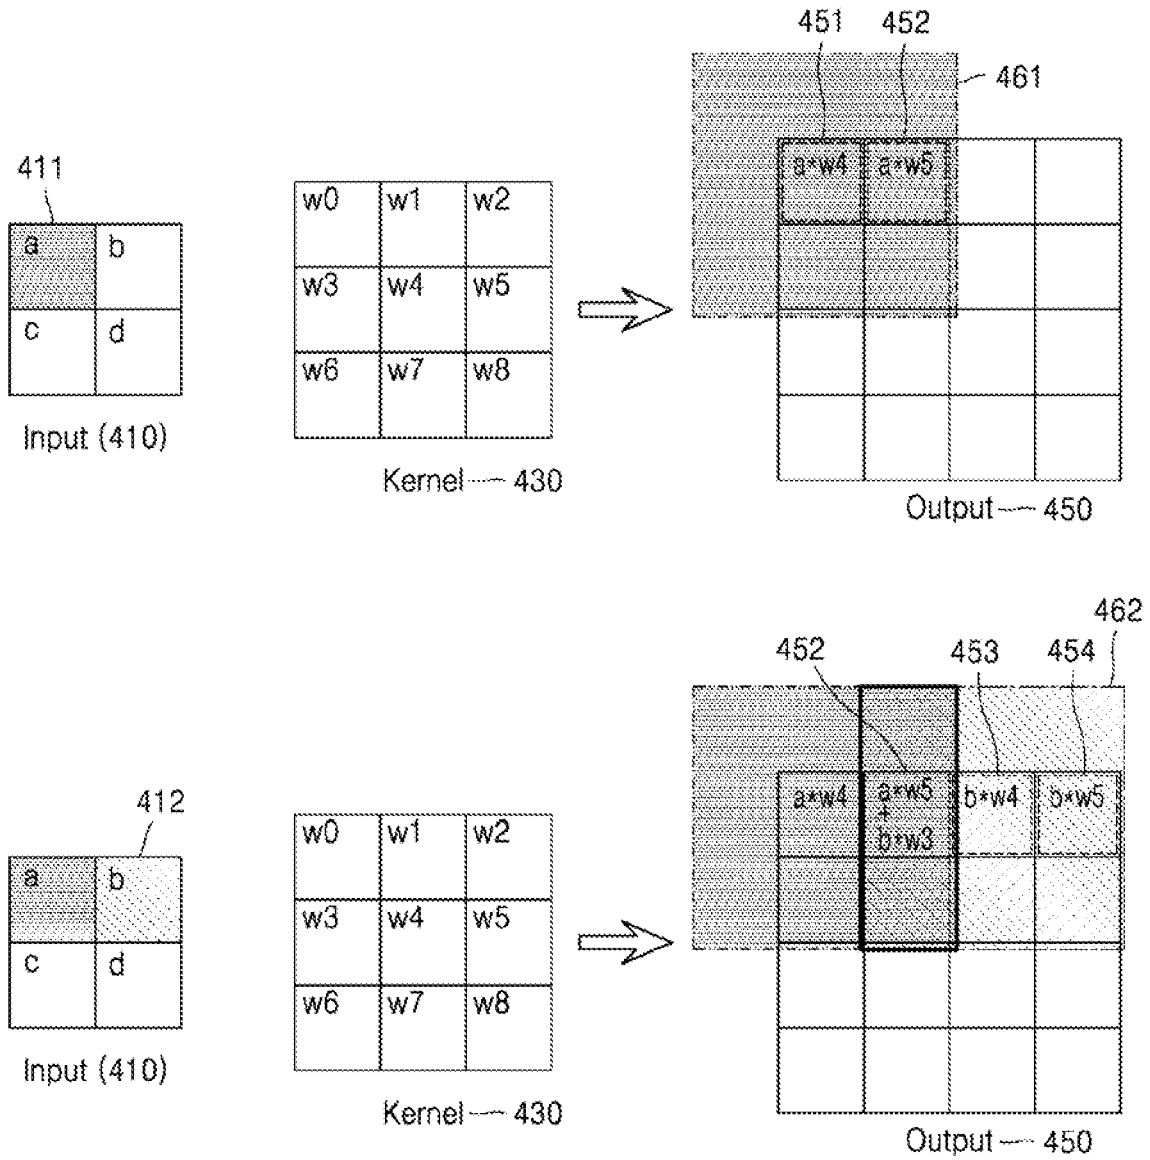 451 452
461
411
a*w4 a*w5
w0 w1 w2
a b
w3 w4 w5
c d
w6 w7 w8
Input (410)
Kernel 430
Output 450
462
452 453 454
412
a*w4 a*w5 b*w4 b*w5
+
b*w3
w0 w1 w2
a b
w3 w4 w5
c d
w6 w7 w8
Input (410)
Kernel 430
Output 450